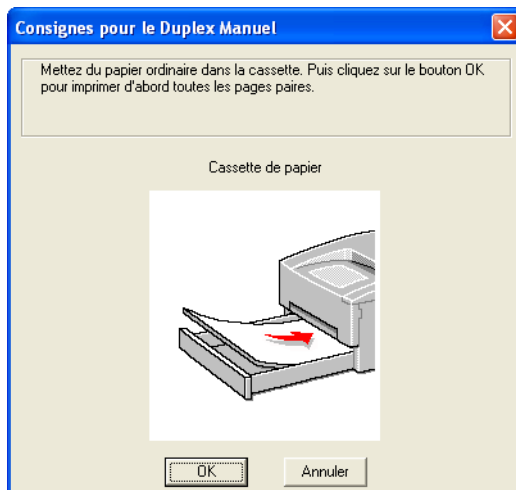 Consignes pour le Duplex Manuel
Mettez du papier ordinaire dans la cassette. Puis cliquez sur le bouton OK
pour imprimer d'abord toutes les pages paires.
Cassette de papier
OK
Annuler